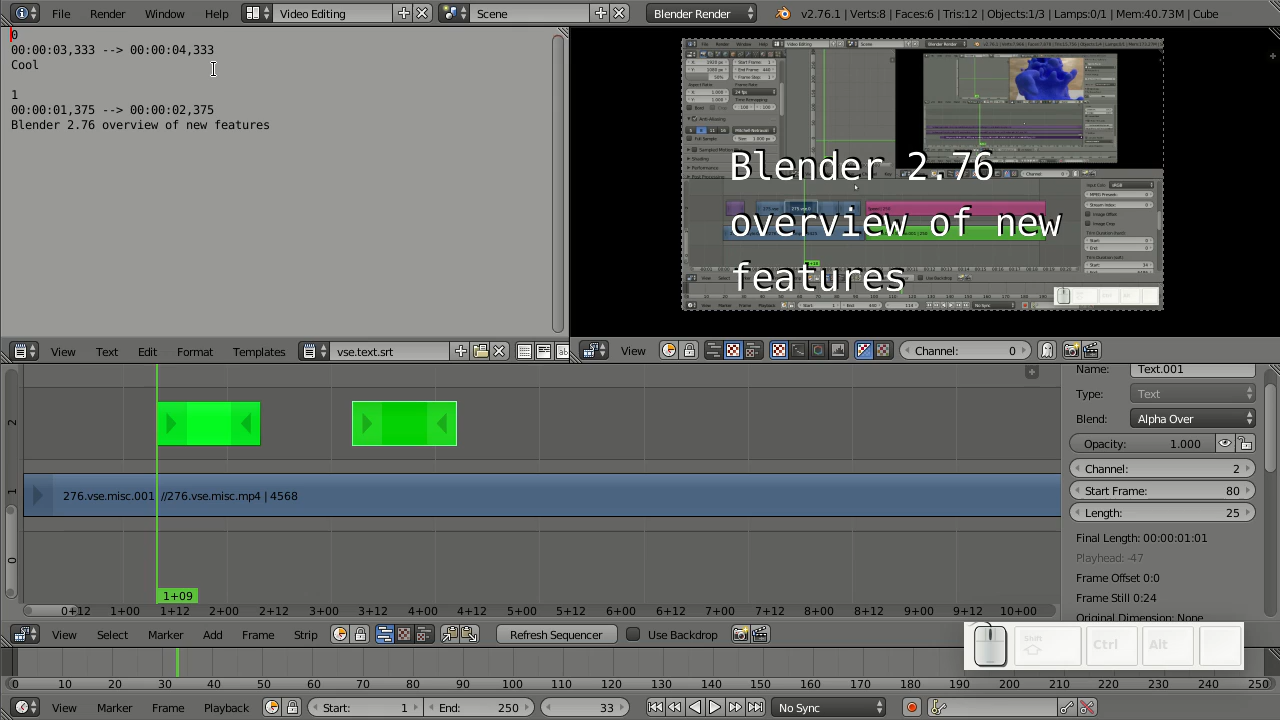 File Render Window Help Video Editing Scene Blender Render v2.76.1 | Verts:8 | Faces:6 | Tris:12 | Objects:1/3 | Lamps:0/1 | Mem:40.73M | Cube
0
00:00:03,333 --> 00:00:04,333
1
00:00:01,375 --> 00:00:02,375
Blender 2.76 overview of new features
Blender 2.76
overview of new
features
View Text Edit Format Templates vse.text.srt
View Channel: 0
Name: Text.001
Type: Text
Blend: Alpha Over
Opacity: 1.000
Channel: 2
Start Frame: 80
Length: 25
Final Length: 00:00:01:01
Playhead: -47
Frame Offset 0:0
Frame Still 0:24
Original Dimension: None
2
1
0
276.vse.misc.001 //276.vse.misc.mp4 | 4568
1+09
0+12 1+00 1+12 2+00 2+12 3+00 3+12 4+00 4+12 5+00 5+12 6+00 6+12 7+00 7+12 8+00 8+12 9+00 9+12 10+00
View Select Marker Add Frame Strip Refresh Sequencer Use Backdrop
Shift Ctrl Alt
0 10 20 30 40 50 60 70 80 90 100 110 120 130 140 150 160 170 180 190 200 210 220 230 240 250
View Marker Frame Playback Start: 1 End: 250 33 No Sync